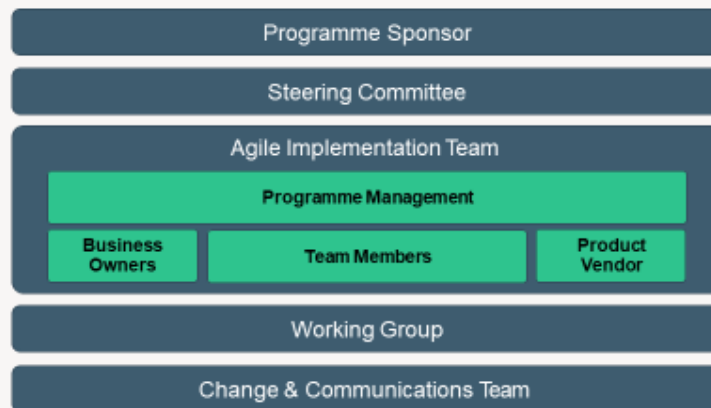 Programme Sponsor
Steering Committee
Agile Implementation Team
Programme Management
Business
Owners
Team Members
Product
Vendor
Working Group
Change & Communications Team